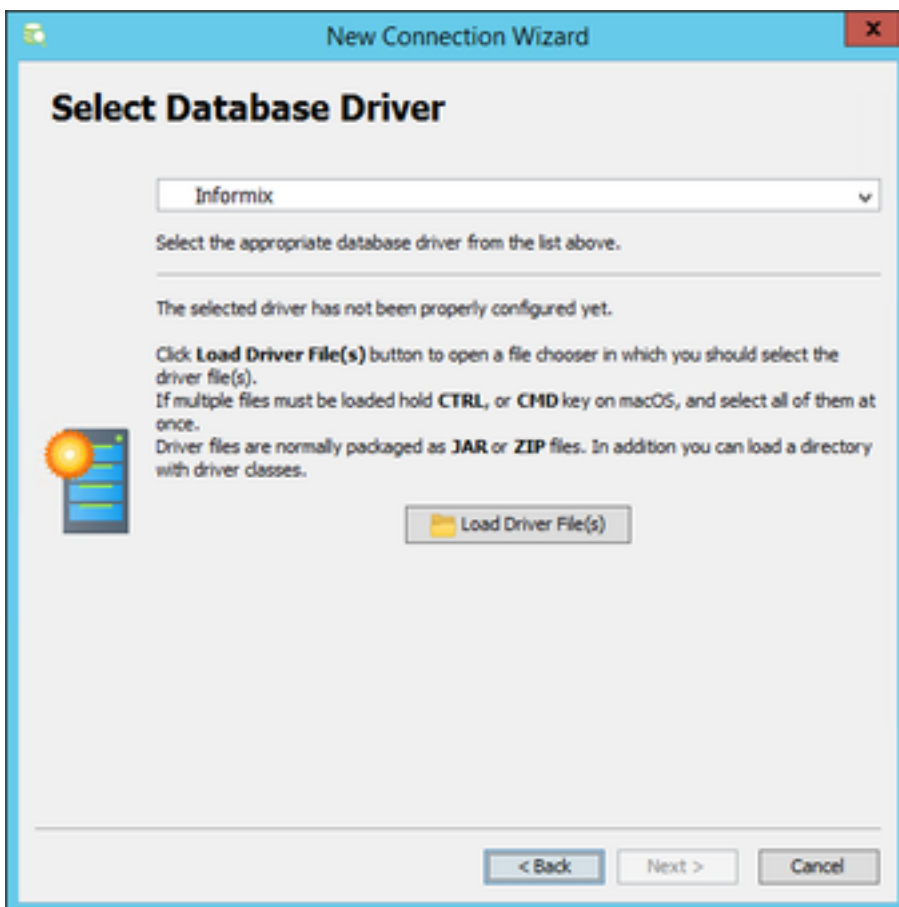 New Connection Wizard
x
Select Database Driver
Informix
Select the appropriate database driver from the list above.
The selected driver has not been properly configured yet.
Click Load Driver File(s) button to open a file chooser in which you should select the
driver file(s).
If multiple files must be loaded hold CTRL, or CMD key on macOS, and select all of them at
once.
Driver files are normally packaged as JAR or ZIP files. In addition you can load a directory
with driver classes.
Load Driver File(s)
< Back Next > Cancel